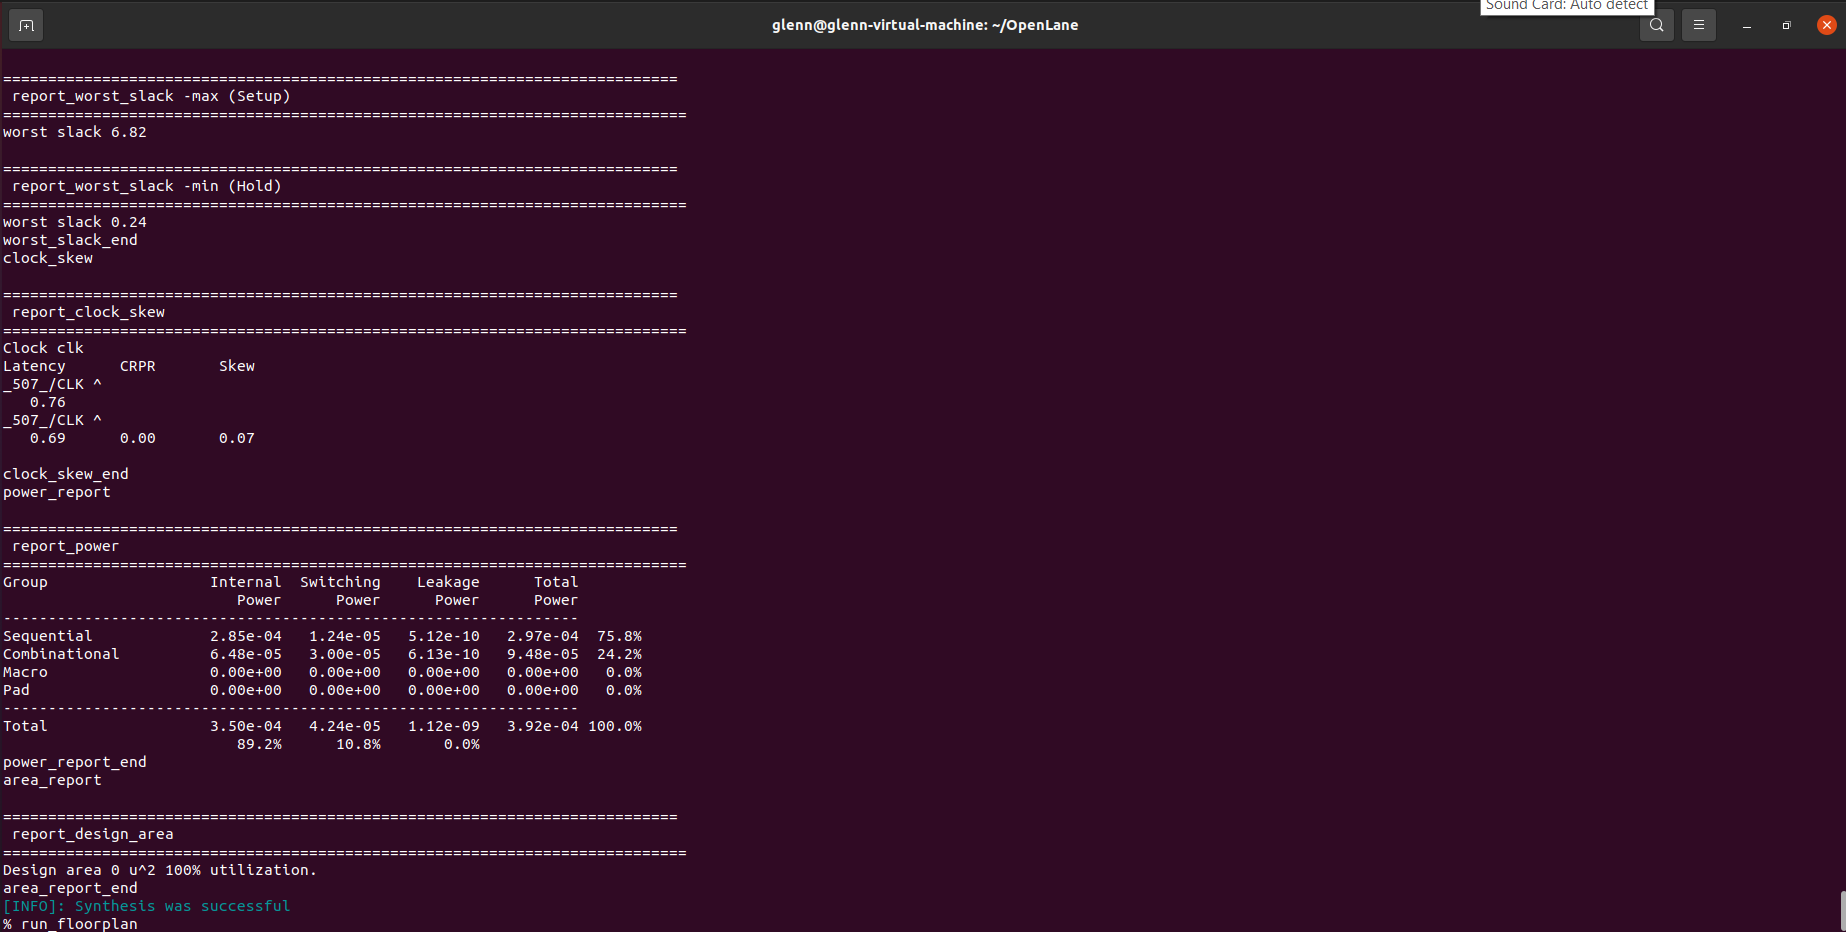 Sound Card: Auto detect
glenn@glenn-virtual-machine: ~/OpenLane
===========================================================================
 report_worst_slack -max (Setup)
============================================================================
worst slack 6.82
===========================================================================
 report_worst_slack -min (Hold)
============================================================================
worst slack 0.24
worst_slack_end
clock_skew
===========================================================================
 report_clock_skew
============================================================================
Clock clk
Latency      CRPR       Skew
_507_/CLK ^
   0.76
_507_/CLK ^
   0.69      0.00       0.07
clock_skew_end
power_report
===========================================================================
 report_power
============================================================================
Group                  Internal  Switching    Leakage      Total
                          Power      Power      Power      Power
----------------------------------------------------------------
Sequential             2.85e-04   1.24e-05   5.12e-10   2.97e-04  75.8%
Combinational          6.48e-05   3.00e-05   6.13e-10   9.48e-05  24.2%
Macro                  0.00e+00   0.00e+00   0.00e+00   0.00e+00   0.0%
Pad                    0.00e+00   0.00e+00   0.00e+00   0.00e+00   0.0%
----------------------------------------------------------------
Total                  3.50e-04   4.24e-05   1.12e-09   3.92e-04 100.0%
                          89.2%      10.8%       0.0%
power_report_end
area_report
===========================================================================
 report_design_area
============================================================================
Design area 0 u^2 100% utilization.
area_report_end
[INFO]: Synthesis was successful
% run_floorplan